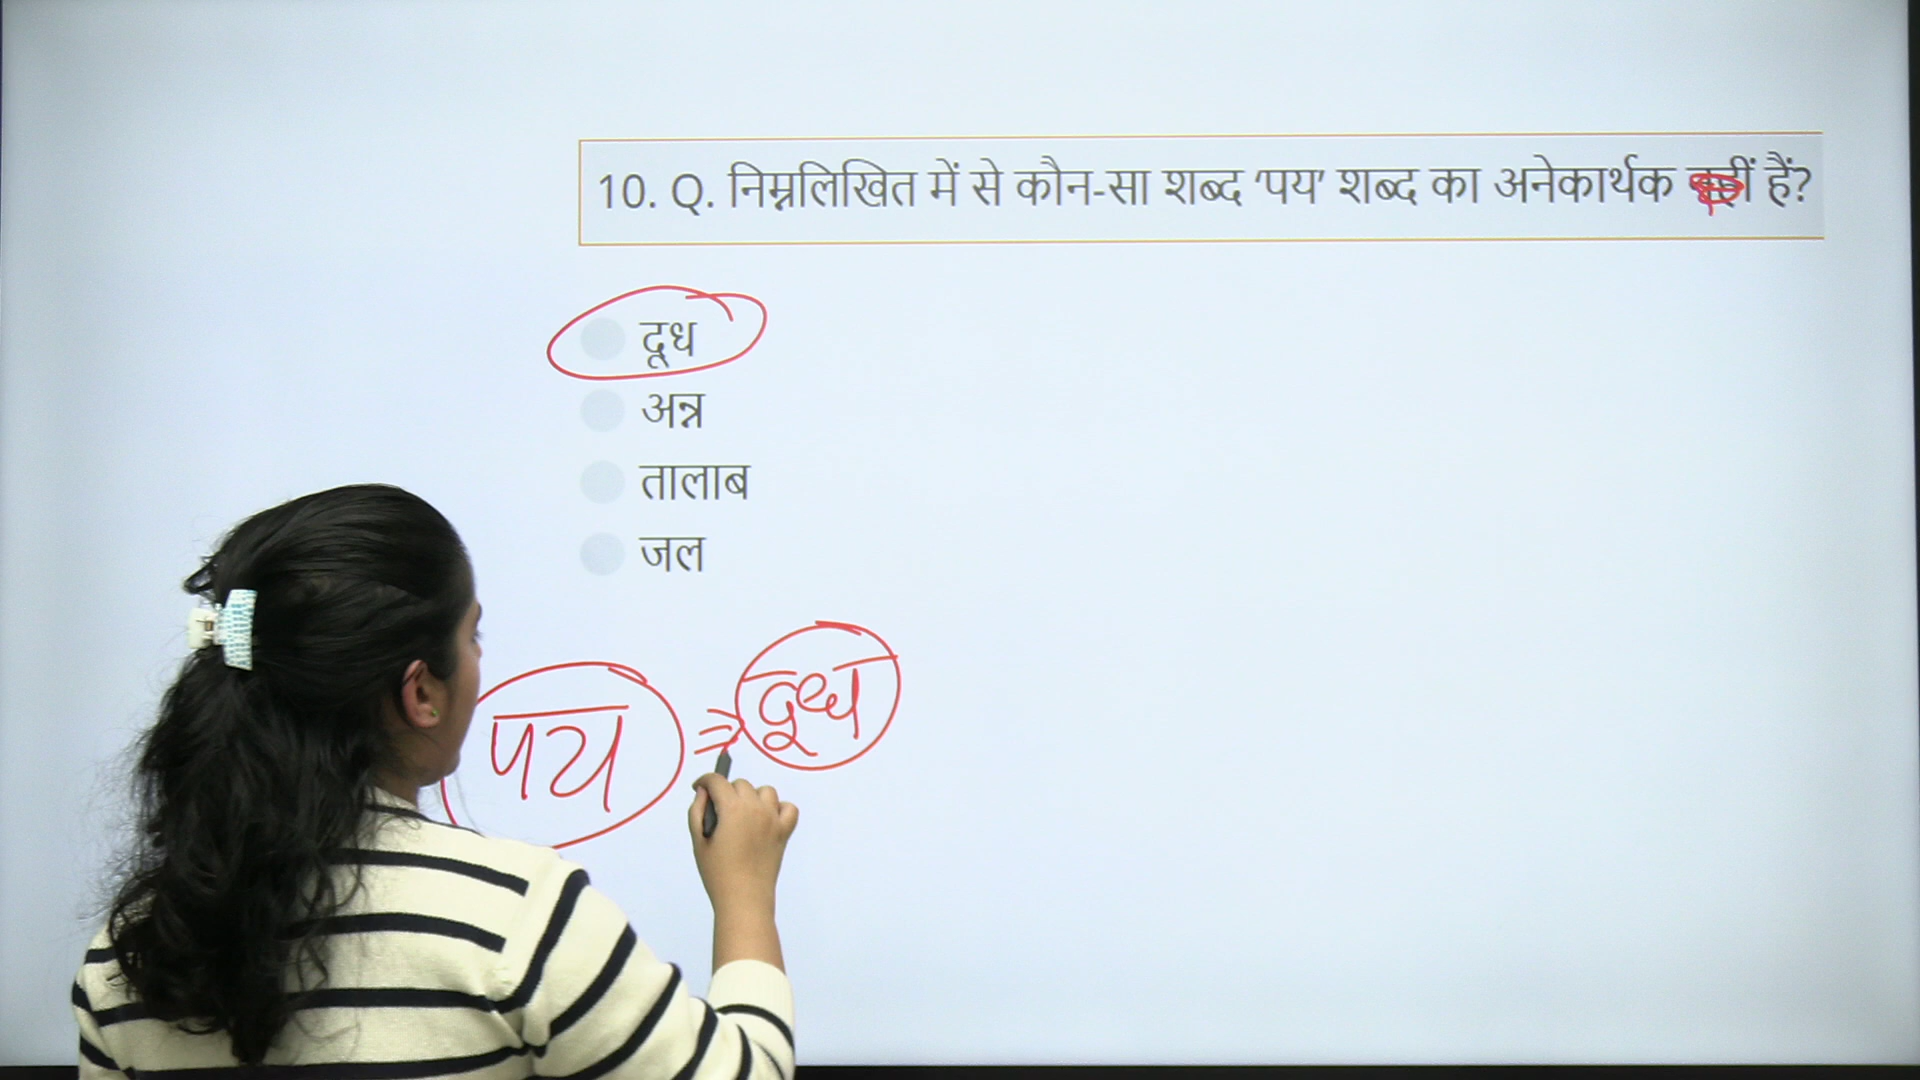 10. Q. निम्नलिखित में से कौन-सा शब्द ‘पय’ शब्द का अनेकार्थक नहीं हैं?
दूध
अन्न
तालाब
जल
पय ⇒ दूध